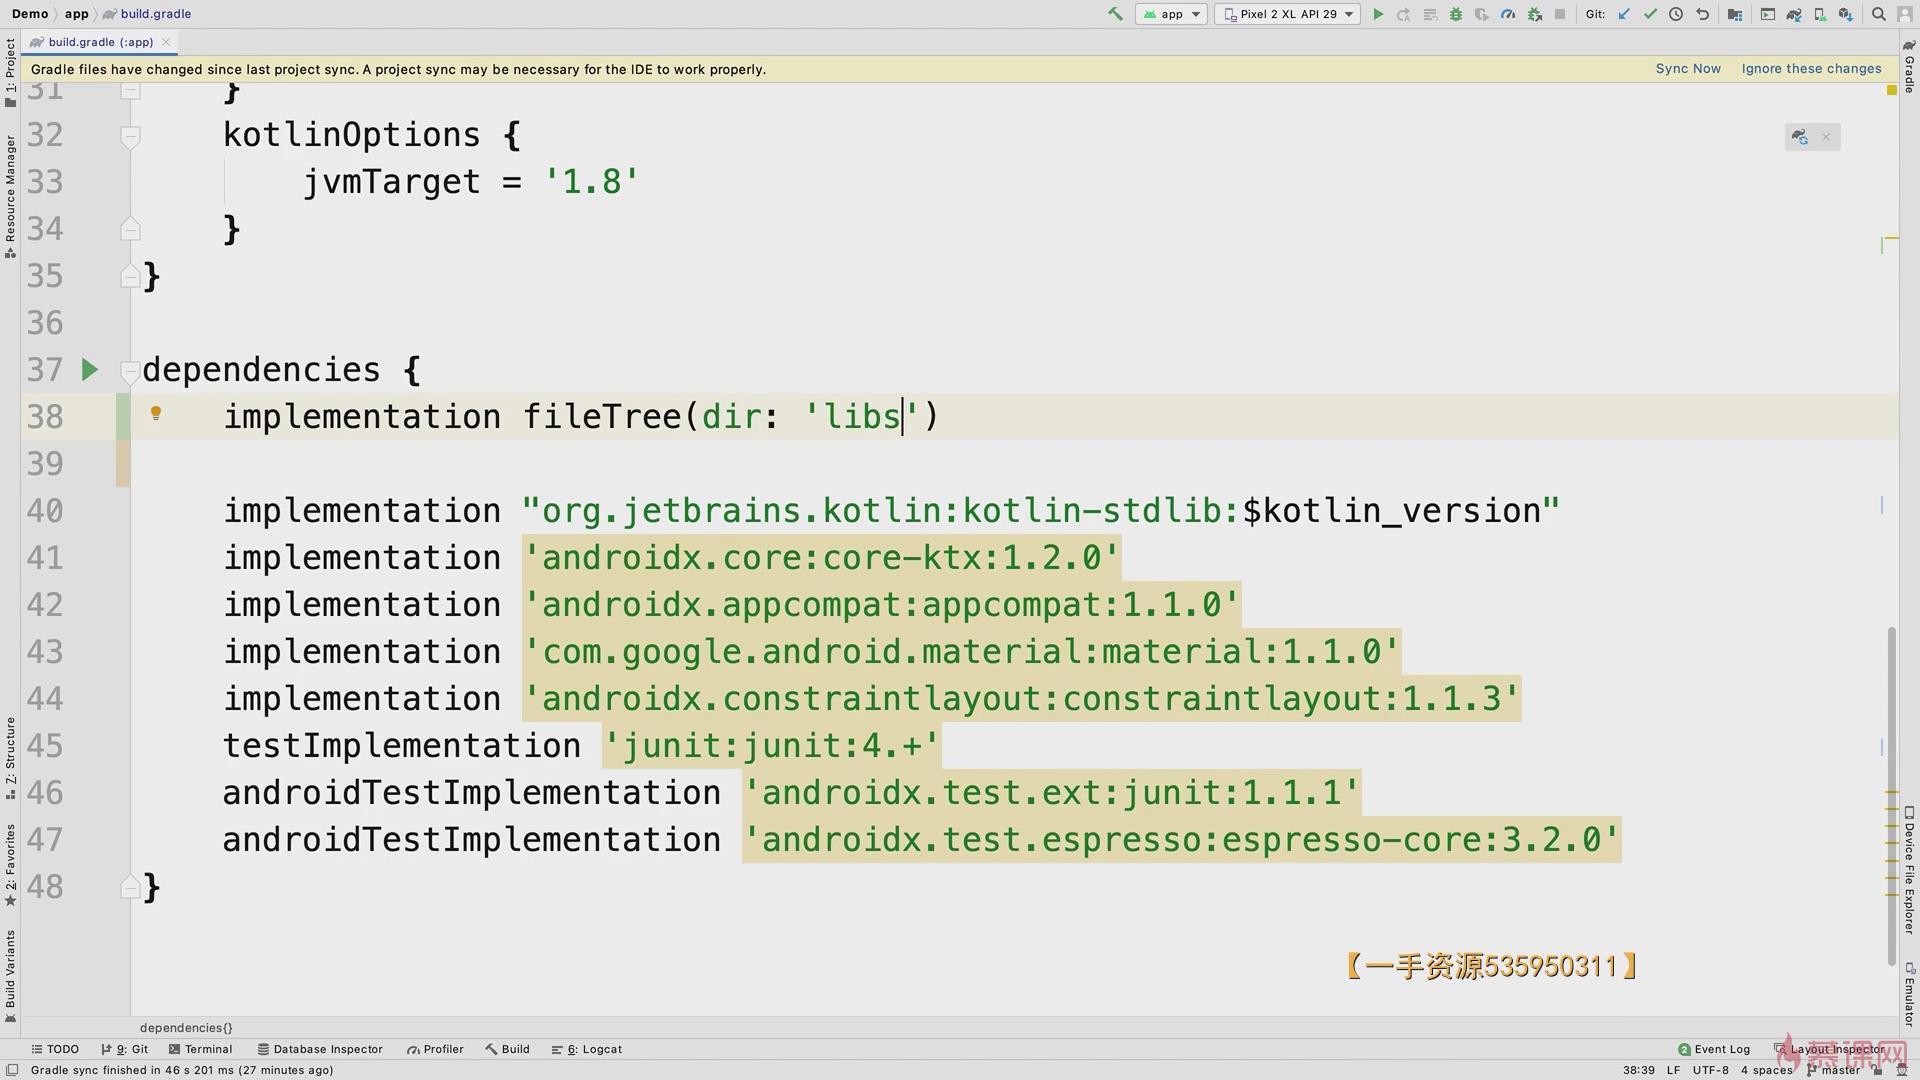 Demo app build.gradle app Pixel 2 XL API 29 Git:
build.gradle (:app)
Gradle files have changed since last project sync. A project sync may be necessary for the IDE to work properly. Sync Now Ignore these changes
31 }
32 kotlinOptions {
33 jvmTarget = '1.8'
34 }
35 }
36
37 dependencies {
38 implementation fileTree(dir: 'libs')
39
40 implementation "org.jetbrains.kotlin:kotlin-stdlib:$kotlin_version"
41 implementation 'androidx.core:core-ktx:1.2.0'
42 implementation 'androidx.appcompat:appcompat:1.1.0'
43 implementation 'com.google.android.material:material:1.1.0'
44 implementation 'androidx.constraintlayout:constraintlayout:1.1.3'
45 testImplementation 'junit:junit:4.+'
46 androidTestImplementation 'androidx.test.ext:junit:1.1.1'
47 androidTestImplementation 'androidx.test.espresso:espresso-core:3.2.0'
48 }
【一手资源535950311】
dependencies{}
TODO 9: Git Terminal Database Inspector Profiler Build 6: Logcat 2 Event Log Layout Inspector
Gradle sync finished in 46 s 201 ms (27 minutes ago) 38:39 LF UTF-8 4 spaces master
慕课网
1: Project
Resource Manager
Z: Structure
2: Favorites
Build Variants
Gradle
Device File Explorer
Emulator